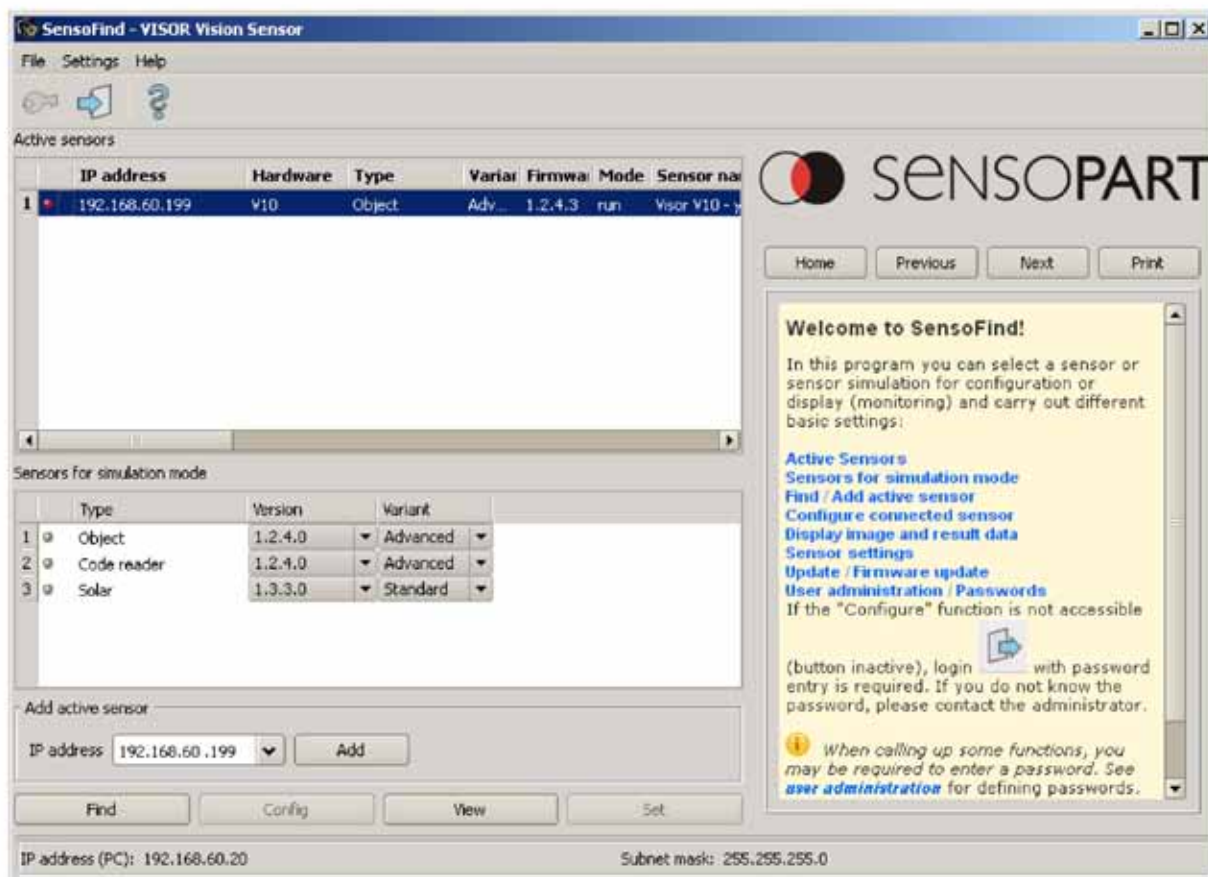 SensoFind - VISOR Vision Sensor
File Settings Help
Active sensors
IP address Hardware Type Variar Firmwai Mode Sensor nai
1 192.168.60.199 V10 Object Adv... 1.2.4.3 run Visor V10 - y
Sensors for simulation mode
Type Version Variant
1 Object 1.2.4.0 Advanced
2 Code reader 1.2.4.0 Advanced
3 Solar 1.3.3.0 Standard
Add active sensor
IP address 192.168.60 .199 Add
Find Config View Set
SENSOPART
Home Previous Next Print
Welcome to SensoFind!
In this program you can select a sensor or
sensor simulation for configuration or
display (monitoring) and carry out different
basic settings:
Active Sensors
Sensors for simulation mode
Find / Add active sensor
Configure connected sensor
Display image and result data
Sensor settings
Update / Firmware update
User administration / Passwords
If the "Configure" function is not accessible
(button inactive), login with password
entry is required. If you do not know the
password, please contact the administrator.
When calling up some functions, you
may be required to enter a password. See
user administration for defining passwords.
IP address (PC): 192.168.60.20 Subnet mask: 255.255.255.0